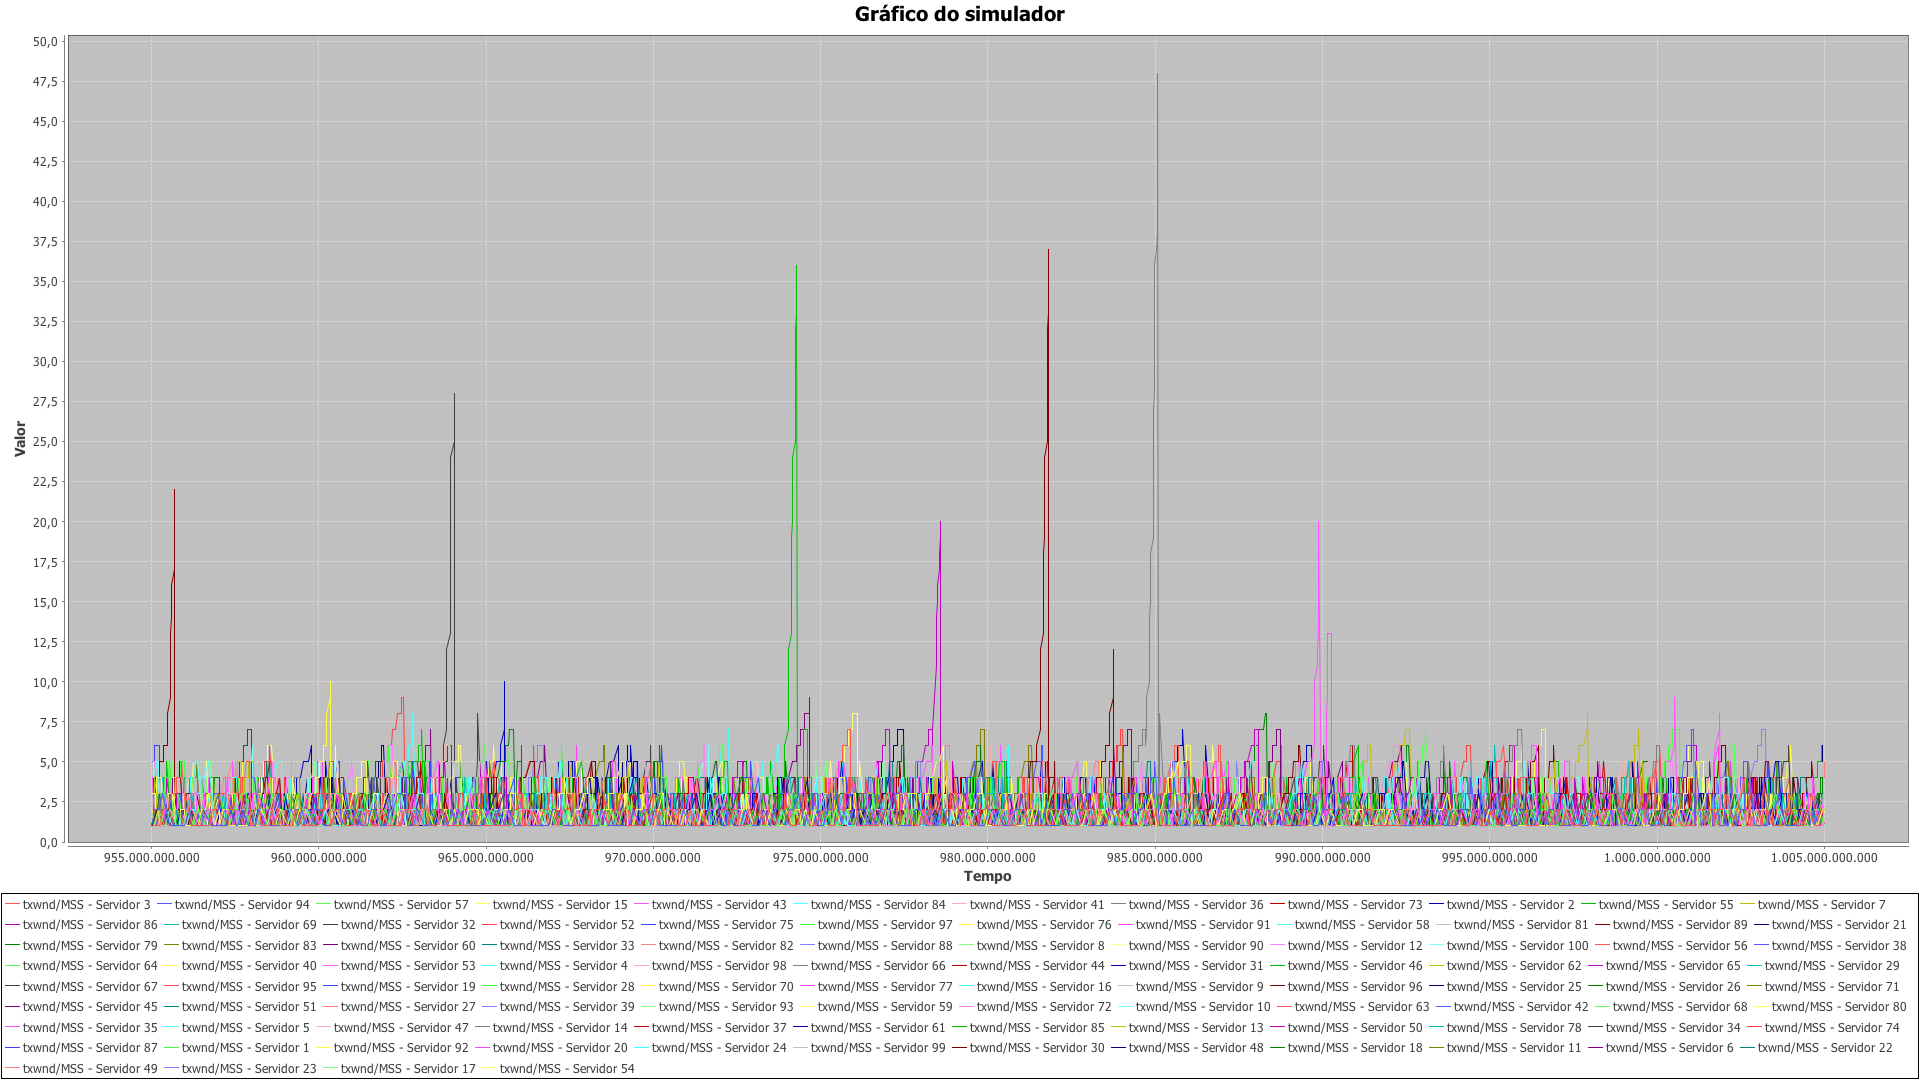 Gráfico do simulador
50,0
47,5
45,0
42,5
40,0
37,5
35,0
32,5
30,0
27,5
25,0
22,5
20,0
17,5
15,0
12,5
10,0
7,5
5,0
2,5
0,0
Valor
955.000.0000.000 960.000.0000.000 965.000.0000.000 970.000.0000.000 975.000.0000.000 980.000.0000.000 985.000.0000.000 990.000.0000.000 995.000.0000.000 1.000.000.0000.000 1.005.000.0000.000
Tempo
txwnd/MSS - Servidor 3 txwnd/MSS - Servidor 94 txwnd/MSS - Servidor 57 txwnd/MSS - Servidor 15 txwnd/MSS - Servidor 43 txwnd/MSS - Servidor 84 txwnd/MSS - Servidor 41 txwnd/MSS - Servidor 36 txwnd/MSS - Servidor 73 txwnd/MSS - Servidor 2 txwnd/MSS - Servidor 55 txwnd/MSS - Servidor 7
txwnd/MSS - Servidor 86 txwnd/MSS - Servidor 69 txwnd/MSS - Servidor 32 txwnd/MSS - Servidor 52 txwnd/MSS - Servidor 75 txwnd/MSS - Servidor 97 txwnd/MSS - Servidor 76 txwnd/MSS - Servidor 91 txwnd/MSS - Servidor 58 txwnd/MSS - Servidor 81 txwnd/MSS - Servidor 89 txwnd/MSS - Servidor 21
txwnd/MSS - Servidor 79 txwnd/MSS - Servidor 83 txwnd/MSS - Servidor 60 txwnd/MSS - Servidor 33 txwnd/MSS - Servidor 82 txwnd/MSS - Servidor 88 txwnd/MSS - Servidor 8 txwnd/MSS - Servidor 90 txwnd/MSS - Servidor 12 txwnd/MSS - Servidor 100 txwnd/MSS - Servidor 56 txwnd/MSS - Servidor 38
txwnd/MSS - Servidor 64 txwnd/MSS - Servidor 40 txwnd/MSS - Servidor 53 txwnd/MSS - Servidor 4 txwnd/MSS - Servidor 98 txwnd/MSS - Servidor 66 txwnd/MSS - Servidor 44 txwnd/MSS - Servidor 31 txwnd/MSS - Servidor 46 txwnd/MSS - Servidor 62 txwnd/MSS - Servidor 65 txwnd/MSS - Servidor 29
txwnd/MSS - Servidor 67 txwnd/MSS - Servidor 95 txwnd/MSS - Servidor 19 txwnd/MSS - Servidor 28 txwnd/MSS - Servidor 70 txwnd/MSS - Servidor 77 txwnd/MSS - Servidor 16 txwnd/MSS - Servidor 9 txwnd/MSS - Servidor 96 txwnd/MSS - Servidor 25 txwnd/MSS - Servidor 26 txwnd/MSS - Servidor 71
txwnd/MSS - Servidor 45 txwnd/MSS - Servidor 51 txwnd/MSS - Servidor 27 txwnd/MSS - Servidor 39 txwnd/MSS - Servidor 93 txwnd/MSS - Servidor 59 txwnd/MSS - Servidor 72 txwnd/MSS - Servidor 10 txwnd/MSS - Servidor 63 txwnd/MSS - Servidor 42 txwnd/MSS - Servidor 68 txwnd/MSS - Servidor 80
txwnd/MSS - Servidor 35 txwnd/MSS - Servidor 5 txwnd/MSS - Servidor 47 txwnd/MSS - Servidor 14 txwnd/MSS - Servidor 37 txwnd/MSS - Servidor 61 txwnd/MSS - Servidor 85 txwnd/MSS - Servidor 13 txwnd/MSS - Servidor 50 txwnd/MSS - Servidor 78 txwnd/MSS - Servidor 34 txwnd/MSS - Servidor 74
txwnd/MSS - Servidor 87 txwnd/MSS - Servidor 1 txwnd/MSS - Servidor 92 txwnd/MSS - Servidor 20 txwnd/MSS - Servidor 24 txwnd/MSS - Servidor 99 txwnd/MSS - Servidor 30 txwnd/MSS - Servidor 48 txwnd/MSS - Servidor 18 txwnd/MSS - Servidor 11 txwnd/MSS - Servidor 6 txwnd/MSS - Servidor 22
txwnd/MSS - Servidor 49 txwnd/MSS - Servidor 23 txwnd/MSS - Servidor 17 txwnd/MSS - Servidor 54